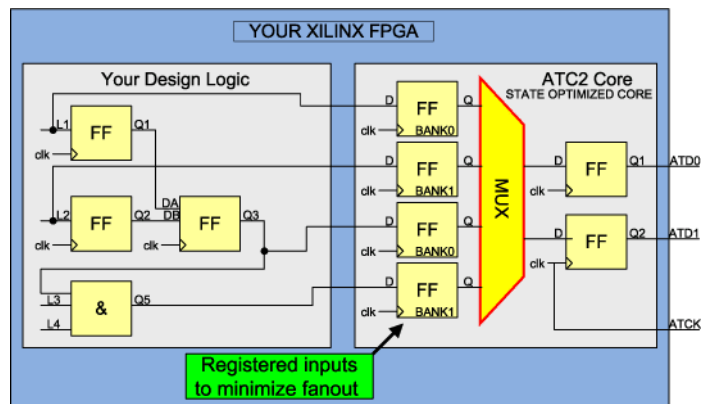 YOUR XILINX FPGA
Your Design Logic
ATC2 Core
STATE OPTIMIZED CORE
L1
FF
Q1
clk
L2
FF
Q2
clk
DA
DB
FF
Q3
clk
L3
L4
&
Q5
D
FF
Q
clk
BANK0
D
FF
Q
clk
BANK1
D
FF
Q
clk
BANK0
D
FF
Q
clk
BANK1
MUX
D
FF
Q1
ATD0
clk
D
FF
Q2
ATD1
clk
ATCK
Registered inputs
to minimize fanout